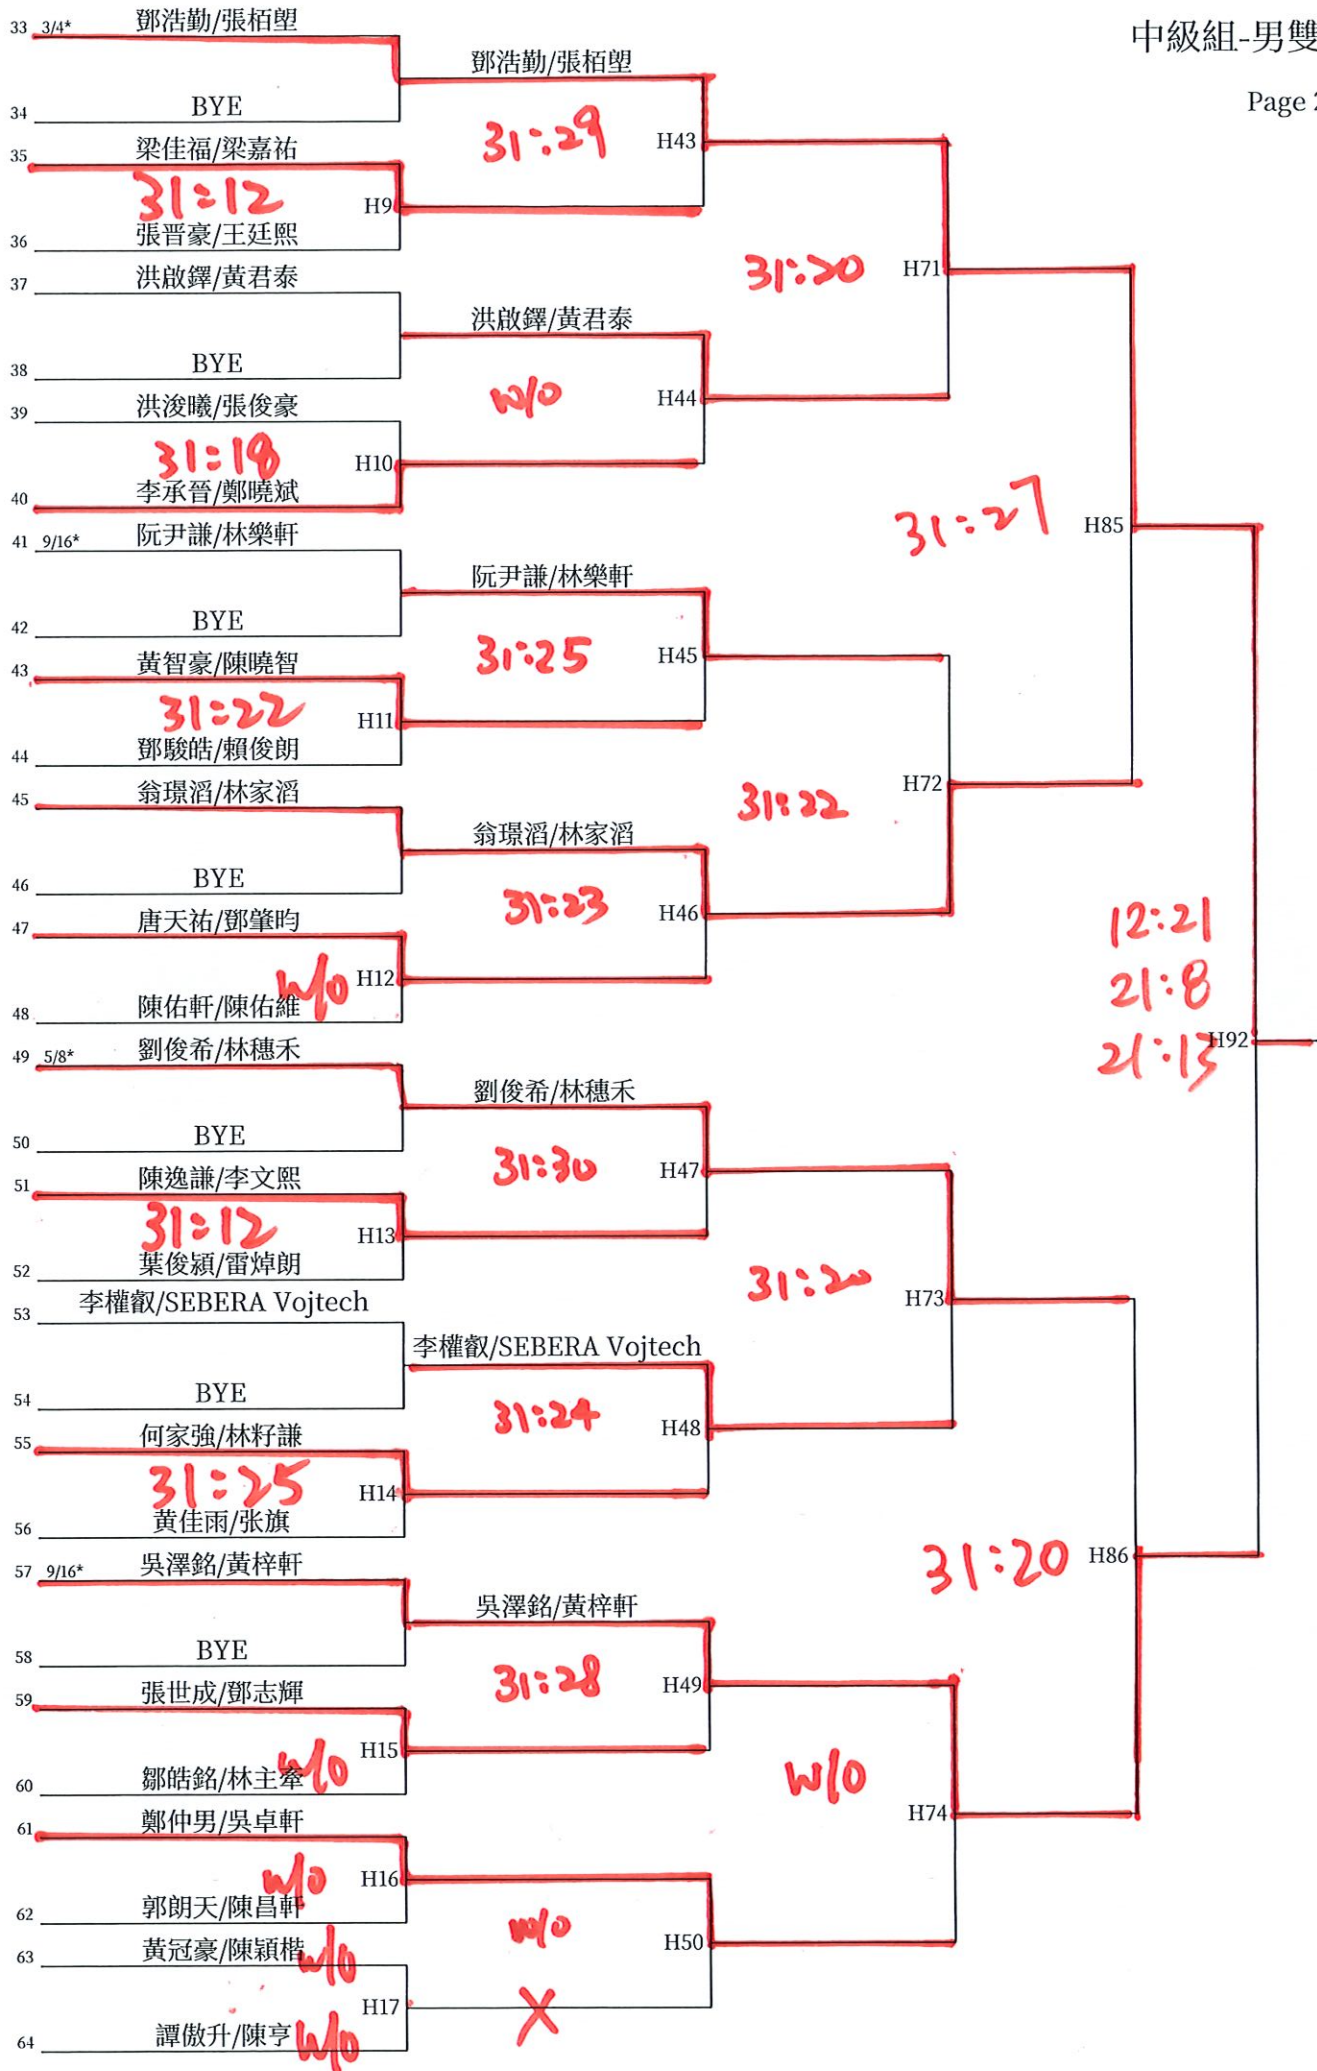 中級組-男雙
Page 2
33 3/4* 鄧浩勤/張栢塱
鄧浩勤/張栢塱
34 BYE
31:29 H43
35 梁佳福/梁嘉祐
31:12 H9
36 張晋豪/王廷熙
31:20 H71
37 洪啟鐸/黃君泰
洪啟鐸/黃君泰
38 BYE
W/O H44
39 洪浚曦/張俊豪
31:18 H10
40 李承晉/鄭曉斌
31:27 H85
41 9/16* 阮尹謙/林樂軒
阮尹謙/林樂軒
42 BYE
31:25 H45
43 黃智豪/陳曉智
31:22 H11
44 鄧駿皓/賴俊朗
31:22 H72
45 翁璟滔/林家滔
翁璟滔/林家滔
46 BYE
31:23 H46
47 唐天祐/鄧肇昀
W/O H12
48 陳佑軒/陳佑維
12:21
21:8
21:13 H92
49 5/8* 劉俊希/林穗禾
劉俊希/林穗禾
50 BYE
31:30 H47
51 陳逸謙/李文熙
31:12 H13
52 葉俊潁/雷焯朗
31:20 H73
53 李權叡/SEBERA Vojtech
李權叡/SEBERA Vojtech
54 BYE
31:24 H48
55 何家強/林籽謙
31:25 H14
56 黄佳雨/张旗
31:20 H86
57 9/16* 吳澤銘/黃梓軒
吳澤銘/黃梓軒
58 BYE
31:28 H49
59 張世成/鄧志輝
W/O H15
60 鄒皓銘/林主牽
W/O H74
61 鄭仲男/吳卓軒
W/O H16
62 郭朗天/陳昌軒
W/O H50
63 黃冠豪/陳穎楷 W/O
H17 X
64 譚傲升/陳亨 W/O